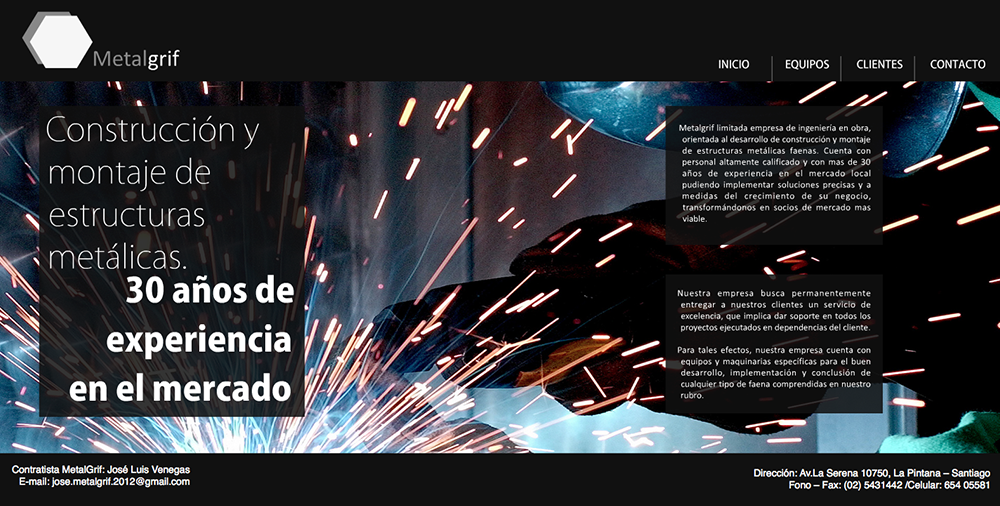 Metalgrif
INICIO
EQUIPOS
CLIENTES
CONTACTO
Construcción y
montaje de
estructuras
metálicas.
30 años de
experiencia
en el mercado
Metalgrif limitada empresa de ingeniería en obra,
orientada al desarrollo de construcción y montaje
de estructuras metálicas faenas. Cuenta con
personal altamente calificado y con mas de 30
años de experiencia en el mercado local
pudiendo implementar soluciones precisas y a
medidas del crecimiento de su negocio,
transformándonos en socios de mercado mas
viable.
Nuestra empresa busca permanentemente
entregar a nuestros clientes un servicio de
excelencia, que implica dar soporte en todos los
proyectos ejecutados en dependencias del cliente.
Para tales efectos, nuestra empresa cuenta con
equipos y maquinarias específicas para el buen
desarrollo, implementación y conclusión de
cualquier tipo de faena comprendidas en nuestro
rubro.
Contratista MetalGrif: José Luis Venegas
E-mail: jose.metalgrif.2012@gmail.com
Dirección: Av.La Serena 10750, La Pintana – Santiago
Fono – Fax: (02) 5431442 /Celular: 654 05581